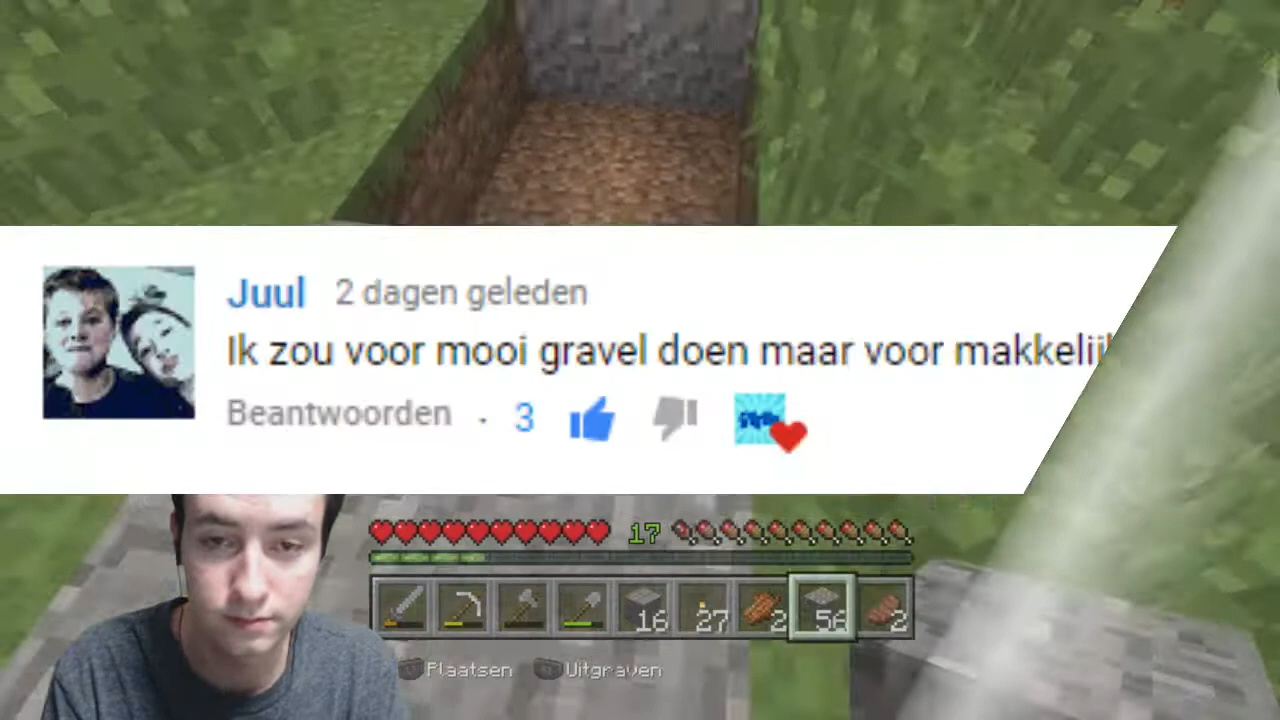 Juul 2 dagen geleden
Ik zou voor mooi gravel doen maar voor makkelijk
Beantwoorden · 3
17
16 27 2 56 2
Plaatsen Uitgraven